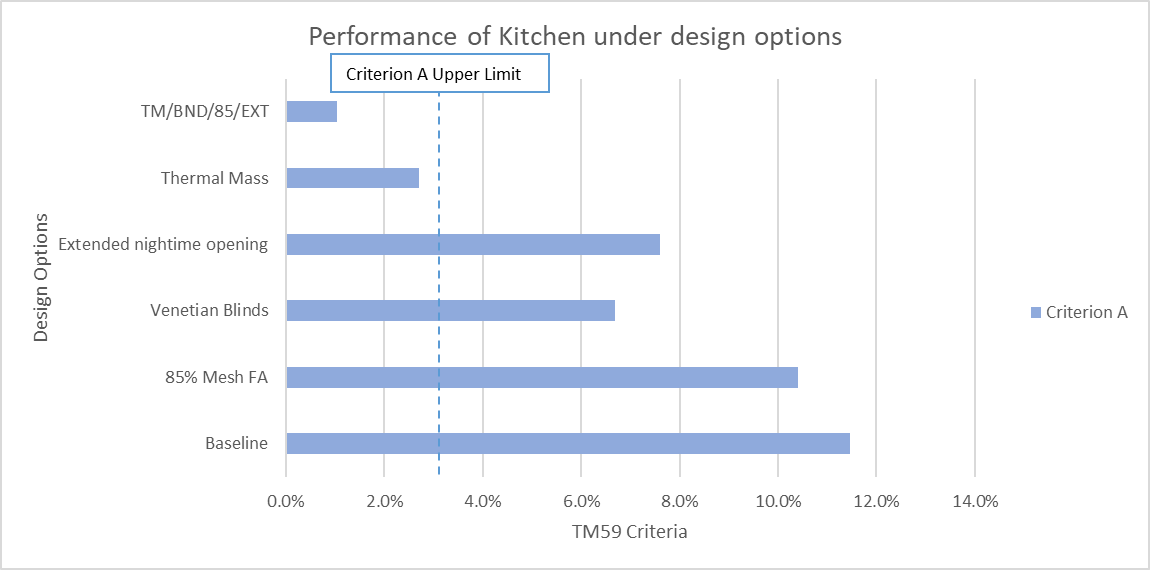 Performance of Kitchen under design options
Criterion A Upper Limit
TM/BND/85/EXT
Thermal Mass
Extended nightime opening
Venetian Blinds
85% Mesh FA
Baseline
Design Options
0.0% 2.0% 4.0% 6.0% 8.0% 10.0% 12.0% 14.0%
TM59 Criteria
Criterion A